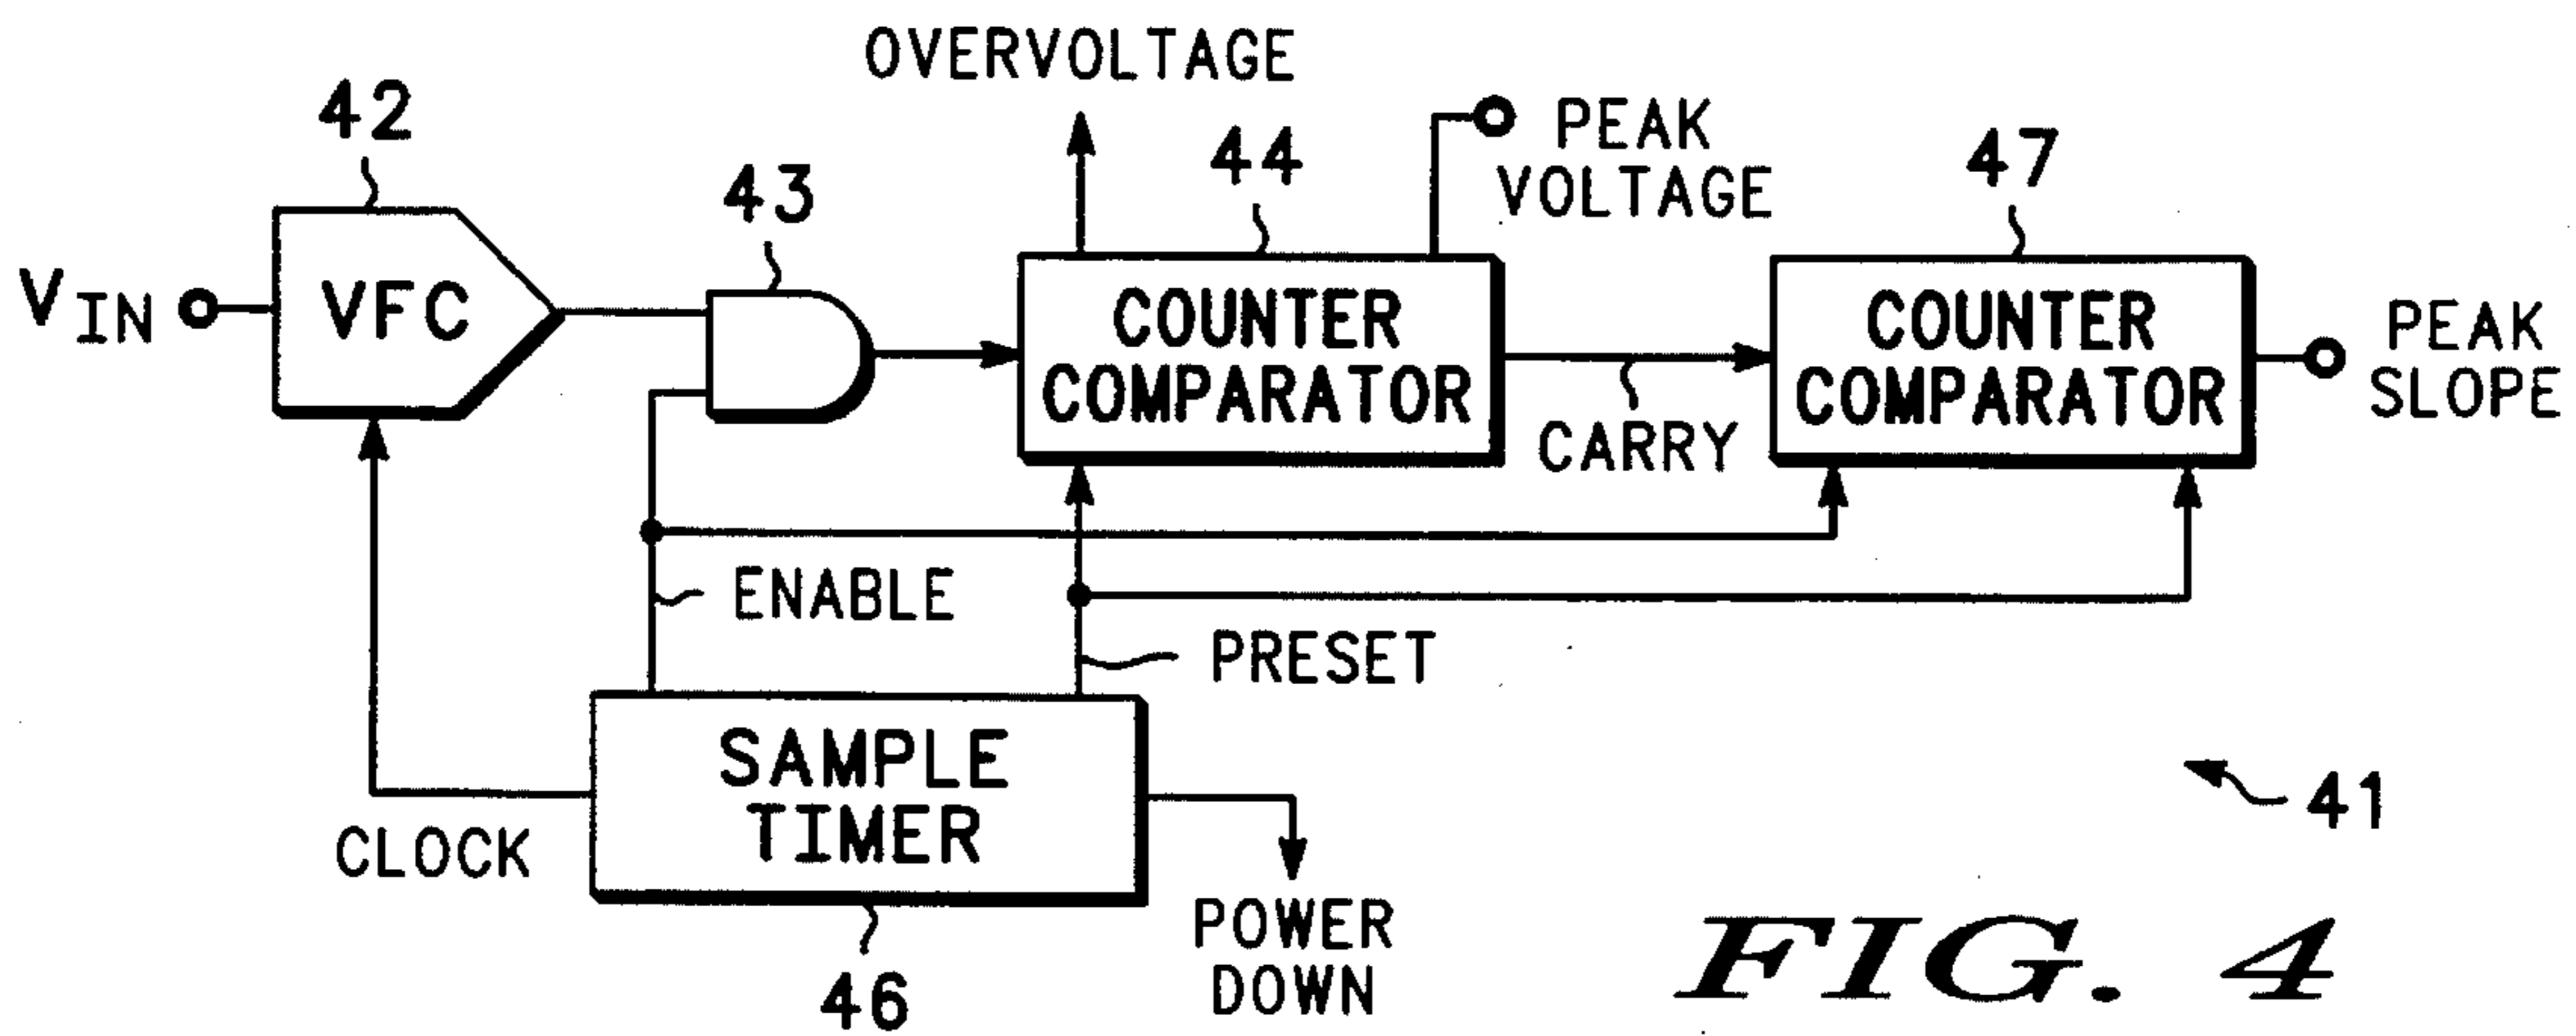 OVERVOLTAGE
42
43
44
PEAK
VOLTAGE
47
VIN
VFC
COUNTER
COMPARATOR
CARRY
COUNTER
COMPARATOR
PEAK
SLOPE
ENABLE
PRESET
CLOCK
SAMPLE
TIMER
46
POWER
DOWN
41
FIG. 4